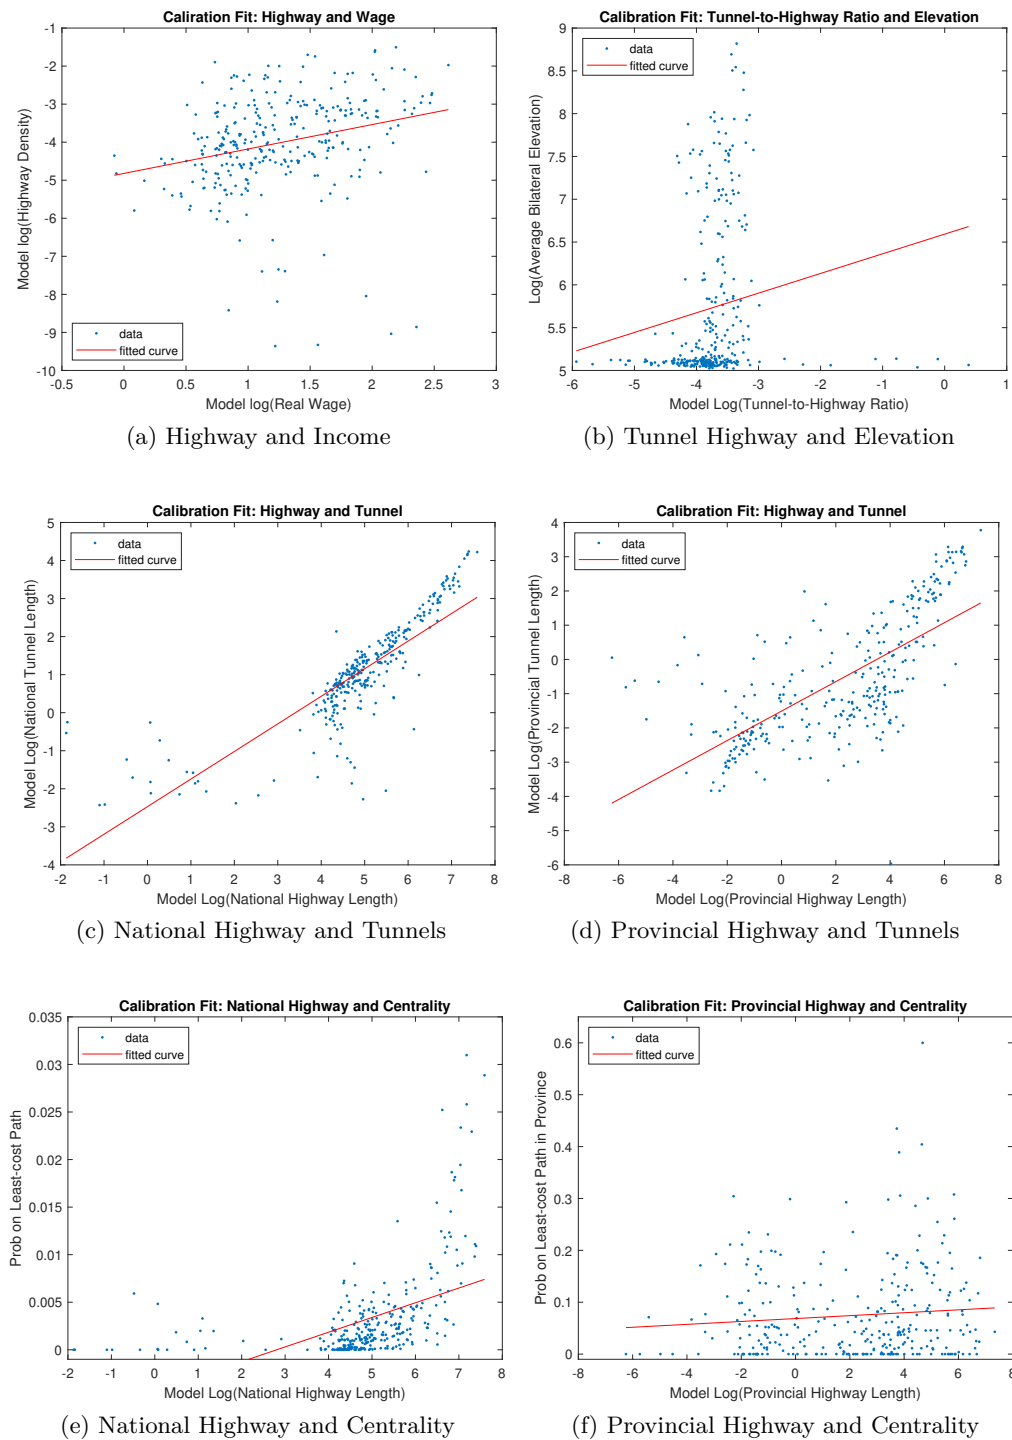 Caliration Fit: Highway and Wage
-1
-2
-3
-4
-5
-6
-7
-8
-9
-10
Model log(Highway Density)
data
fitted curve
-0.5 0 0.5 1 1.5 2 2.5 3
Model log(Real Wage)
(a) Highway and Income
Calibration Fit: Tunnel-to-Highway Ratio and Elevation
9
8.5
8
7.5
7
6.5
6
5.5
5
Log(Average Bilateral Elevation)
data
fitted curve
-6 -5 -4 -3 -2 -1 0 1
Model Log(Tunnel-to-Highway Ratio)
(b) Tunnel Highway and Elevation
Calibration Fit: Highway and Tunnel
5
4
3
2
1
0
-1
-2
-3
-4
Model Log(National Tunnel Length)
data
fitted curve
-2 -1 0 1 2 3 4 5 6 7 8
Model Log(National Highway Length)
(c) National Highway and Tunnels
Calibration Fit: Highway and Tunnel
4
3
2
1
0
-1
-2
-3
-4
-5
-6
Model Log(Provincial Tunnel Length)
data
fitted curve
-8 -6 -4 -2 0 2 4 6 8
Model Log(Provincial Highway Length)
(d) Provincial Highway and Tunnels
Calibration Fit: National Highway and Centrality
0.035
0.03
0.025
0.02
0.015
0.01
0.005
0
Prob on Least-cost Path
data
fitted curve
-2 -1 0 1 2 3 4 5 6 7 8
Model Log(National Highway Length)
(e) National Highway and Centrality
Calibration Fit: Provincial Highway and Centrality
0.6
0.5
0.4
0.3
0.2
0.1
0
Prob on Least-cost Path in Province
data
fitted curve
-8 -6 -4 -2 0 2 4 6 8
Model Log(Provincial Highway Length)
(f) Provincial Highway and Centrality